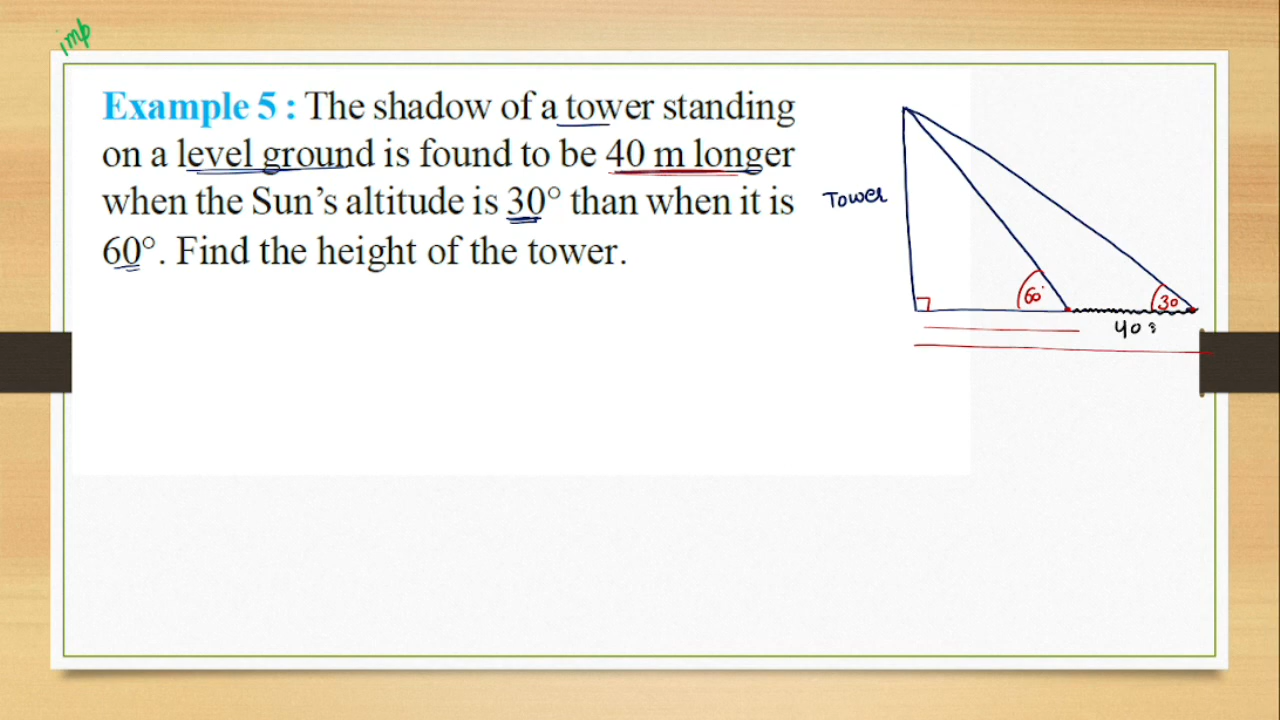 imp
Example 5 : The shadow of a tower standing
on a level ground is found to be 40 m longer
when the Sun’s altitude is 30° than when it is
60°. Find the height of the tower.
Tower
60°
30
40